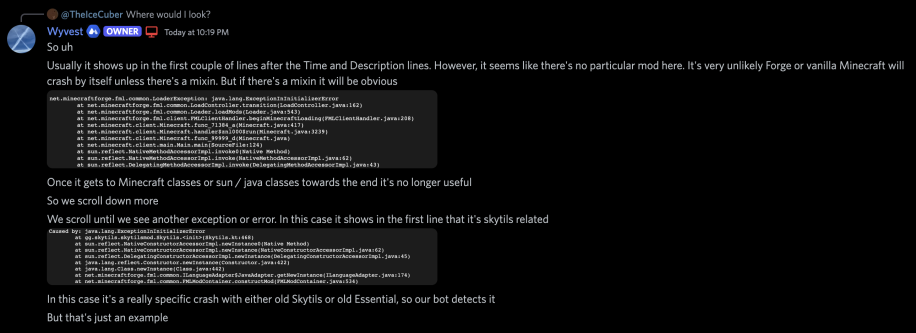 @TheIceCuber Where would I look?
Wyvest OWNER Today at 10:19 PM
So uh
Usually it shows up in the first couple of lines after the Time and Description lines. However, it seems like there's no particular mod here. It's very unlikely Forge or vanilla Minecraft will
crash by itself unless there's a mixin. But if there's a mixin it will be obvious
net.minecraftforge.fml.common.LoaderException: java.lang.ExceptionInInitializerError
at net.minecraftforge.fml.common.LoadController.transition(LoadController.java:162)
at net.minecraftforge.fml.common.Loader.loadMods(Loader.java:543)
at net.minecraftforge.fml.client.FMLClientHandler.beginMinecraftLoading(FMLClientHandler.java:208)
at net.minecraft.client.Minecraft.func_71384_a(Minecraft.java:417)
at net.minecraft.client.Minecraft.handler$znl000$run(Minecraft.java:3239)
at net.minecraft.client.Minecraft.func_99999_d(Minecraft.java)
at net.minecraft.client.main.Main.main(SourceFile:124)
at sun.reflect.NativeMethodAccessorImpl.invoke0(Native Method)
at sun.reflect.NativeMethodAccessorImpl.invoke(NativeMethodAccessorImpl.java:62)
at sun.reflect.DelegatingMethodAccessorImpl.invoke(DelegatingMethodAccessorImpl.java:43)
Once it gets to Minecraft classes or sun / java classes towards the end it's no longer useful
So we scroll down more
We scroll until we see another exception or error. In this case it shows in the first line that it's skytils related
Caused by: java.lang.ExceptionInInitializerError
at gg.skytils.skytilsmod.Skytils.<init>(Skytils.kt:668)
at sun.reflect.NativeConstructorAccessorImpl.newInstance0(Native Method)
at sun.reflect.NativeConstructorAccessorImpl.newInstance(NativeConstructorAccessorImpl.java:62)
at sun.reflect.DelegatingConstructorAccessorImpl.newInstance(DelegatingConstructorAccessorImpl.java:45)
at java.lang.reflect.Constructor.newInstance(Constructor.java:422)
at java.lang.Class.newInstance(Class.java:442)
at net.minecraftforge.fml.common.ILanguageAdapter$JavaAdapter.getNewInstance(ILanguageAdapter.java:174)
at net.minecraftforge.fml.common.FMLModContainer.constructMod(FMLModContainer.java:534)
In this case it's a really specific crash with either old Skytils or old Essential, so our bot detects it
But that's just an example